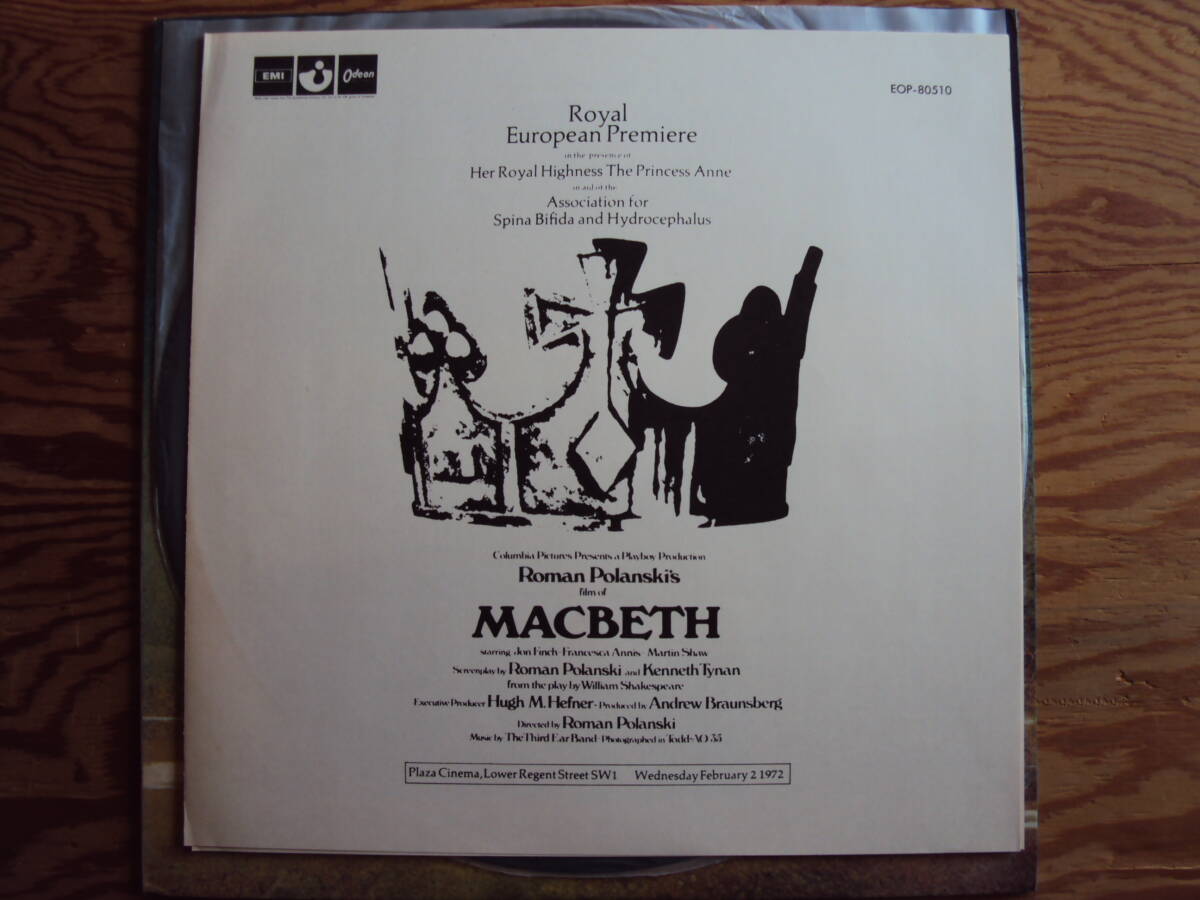 EMI
Odeon
EOP-80510
Royal
European Premiere
in the presence of
Her Royal Highness The Princess Anne
in aid of the
Association for
Spina Bifida and Hydrocephalus
Columbia Pictures Presents a Playboy Production
Roman Polanski's
film of
MACBETH
starring Jon Finch · Francesca Annis · Martin Shaw
Screenplay by Roman Polanski and Kenneth Tynan
from the play by William Shakespeare
Executive Producer Hugh M. Hefner · Produced by Andrew Braunsberg
Directed by Roman Polanski
Music by The Third Ear Band · Photographed in Todd-AO 35
Plaza Cinema, Lower Regent Street SW1 Wednesday February 2 1972